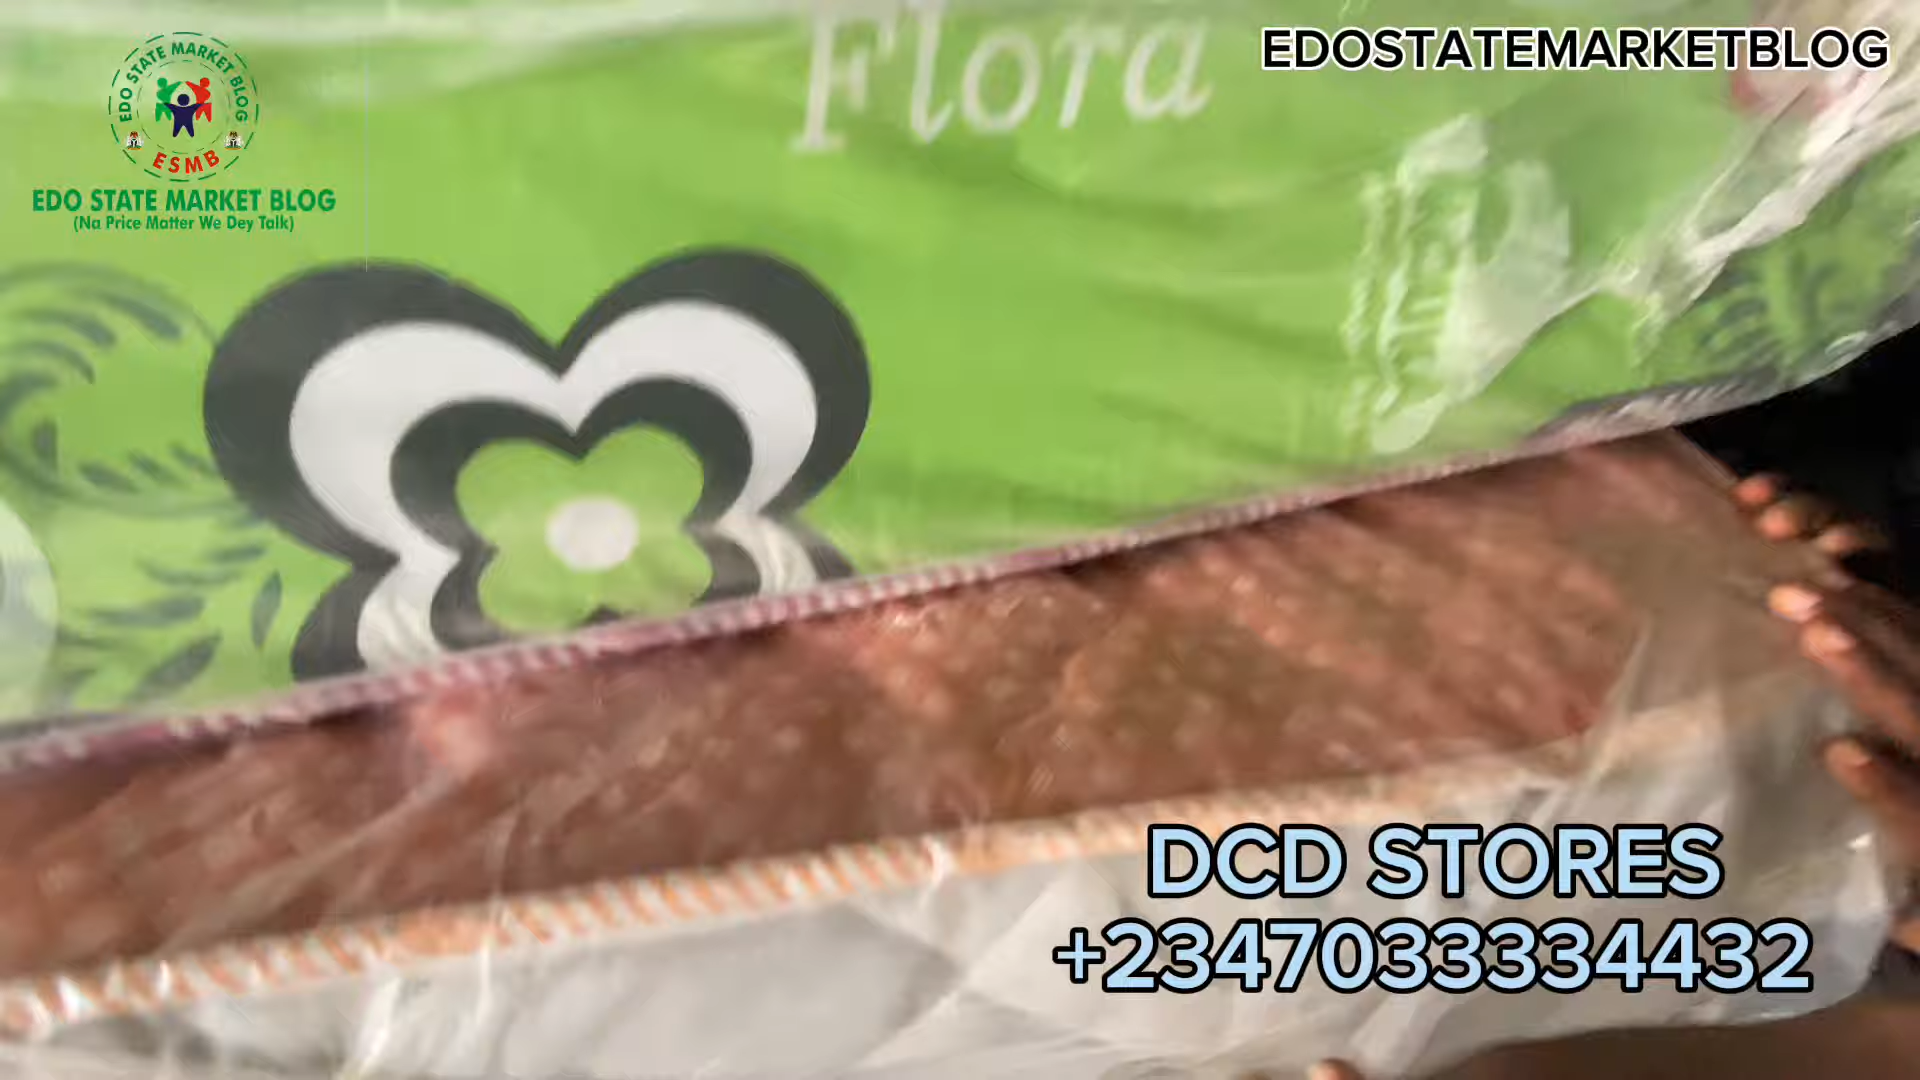 Flora
EDOSTATEMARKETBLOG
EDO STATE MARKET BLOG
ESMB
EDO STATE MARKET BLOG
(Na Price Matter We Dey Talk)
DCD STORES
+2347033334432